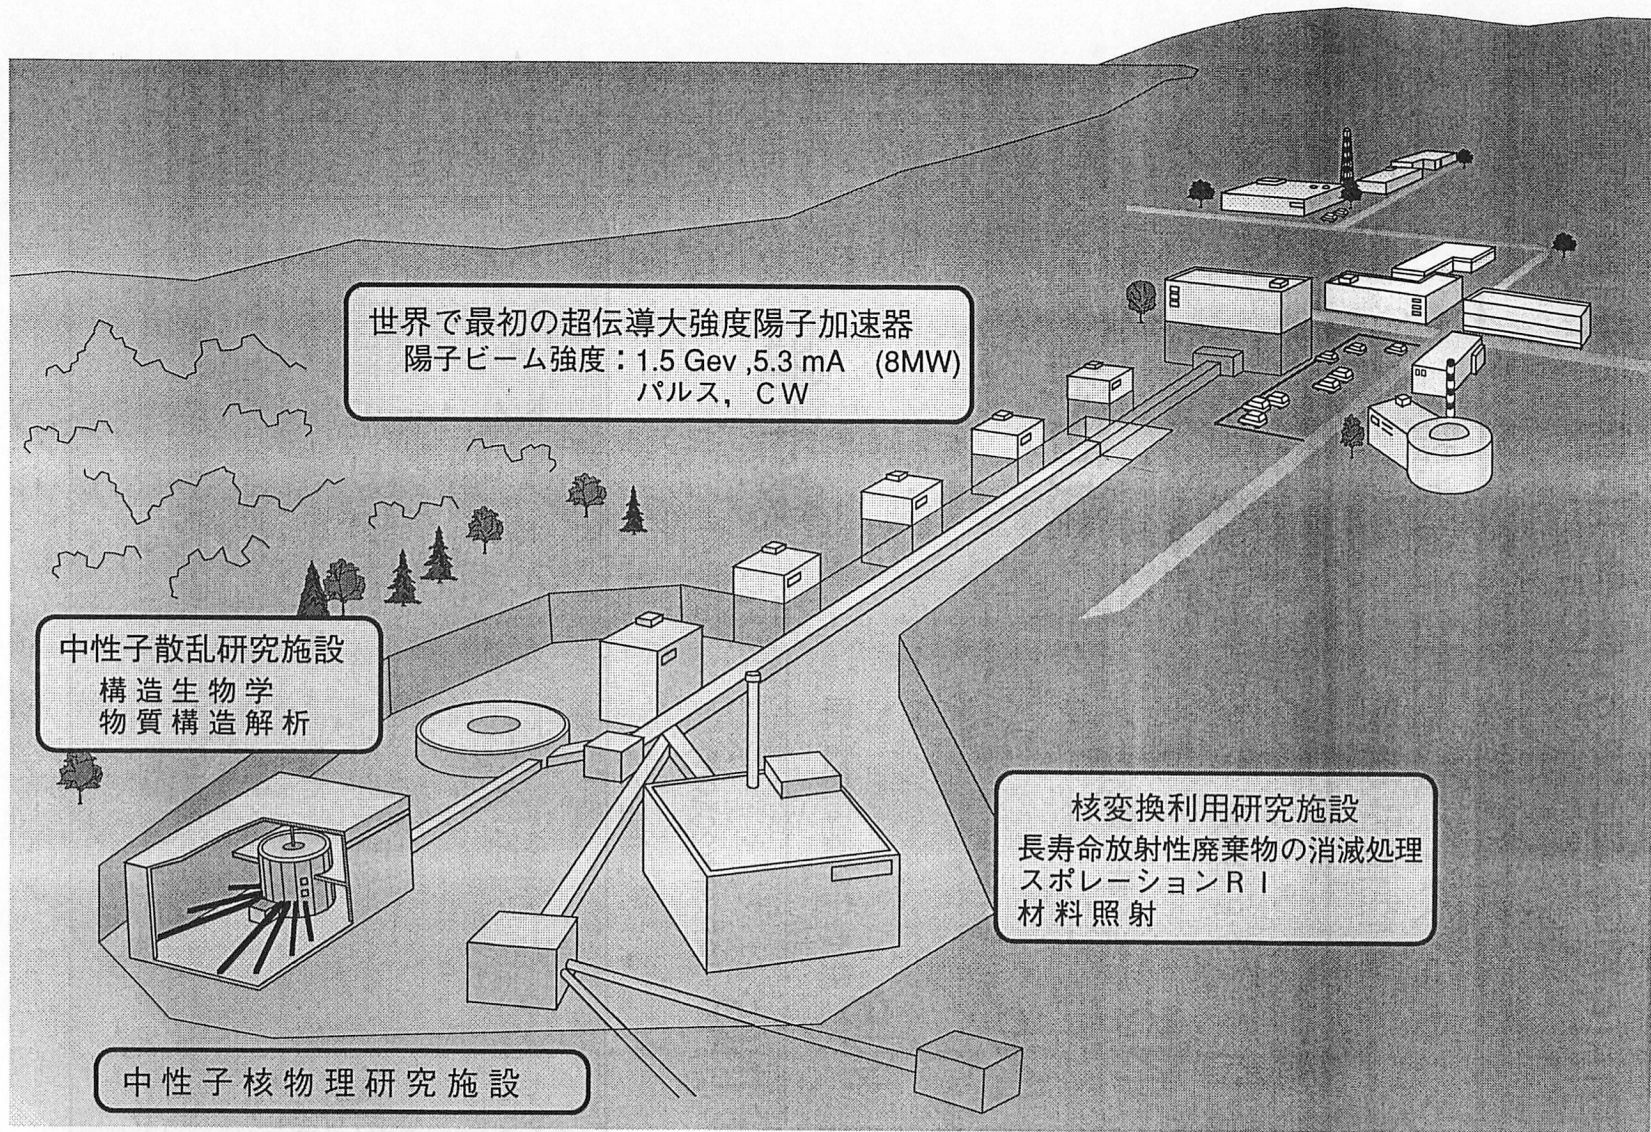 世界で最初の超伝導大強度陽子加速器
陽子ビーム強度：1.5 Gev ,5.3 mA (8MW)
パルス，ＣＷ
中性子散乱研究施設
構造生物学
物質構造解析
核変換利用研究施設
長寿命放射性廃棄物の消滅処理
スポレーションＲＩ
材料照射
中性子核物理研究施設